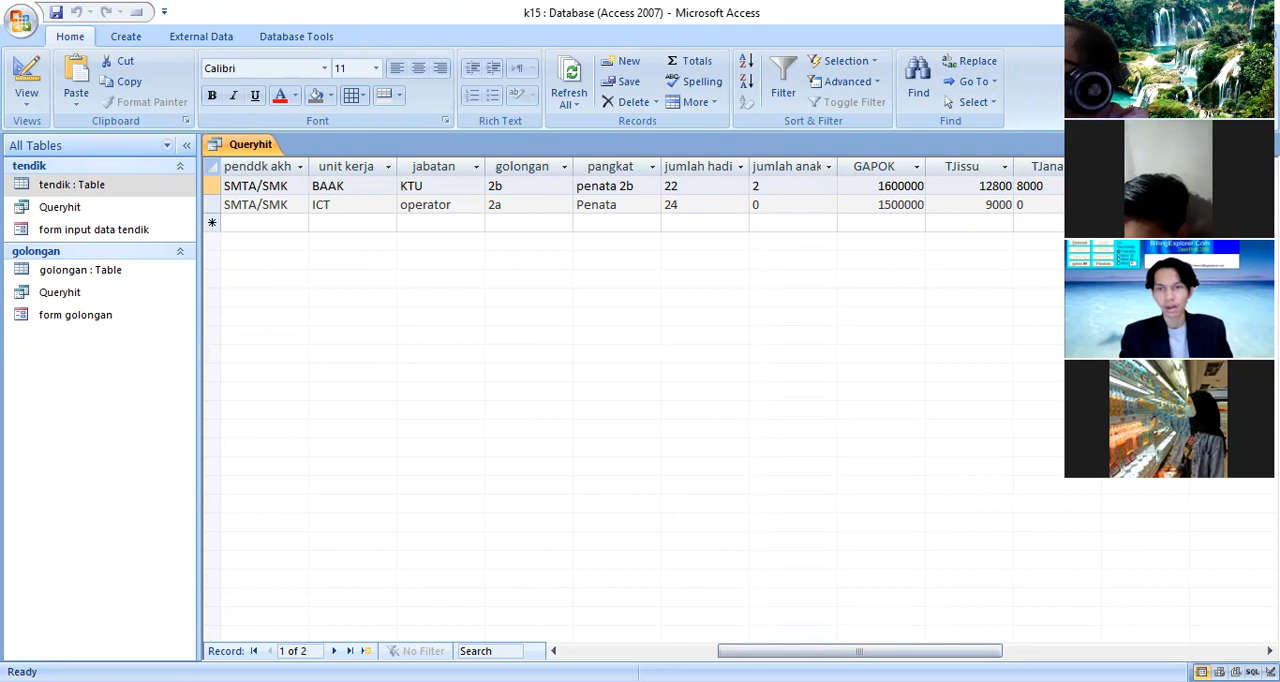 k15 : Database (Access 2007) - Microsoft Access
Home Create External Data Database Tools
View
Views
Paste
Cut
Copy
Format Painter
Clipboard
Calibri 11
B I U A
Font
Rich Text
Refresh All
New
Save
Delete
Totals
Spelling
More
Records
Filter
Selection
Advanced
Toggle Filter
Sort & Filter
Find
Replace
Go To
Select
Find
All Tables
tendik
tendik : Table
Queryhit
form input data tendik
golongan
golongan : Table
Queryhit
form golongan
Queryhit
penddk akh unit kerja jabatan golongan pangkat jumlah hadi jumlah anak GAPOK TJissu TJana
SMTA/SMK BAAK KTU 2b penata 2b 22 2 1600000 12800 8000
SMTA/SMK ICT operator 2a Penata 24 0 1500000 9000 0
Record: 1 of 2 No Filter Search
Ready
SQL
BillingExplorer.Com